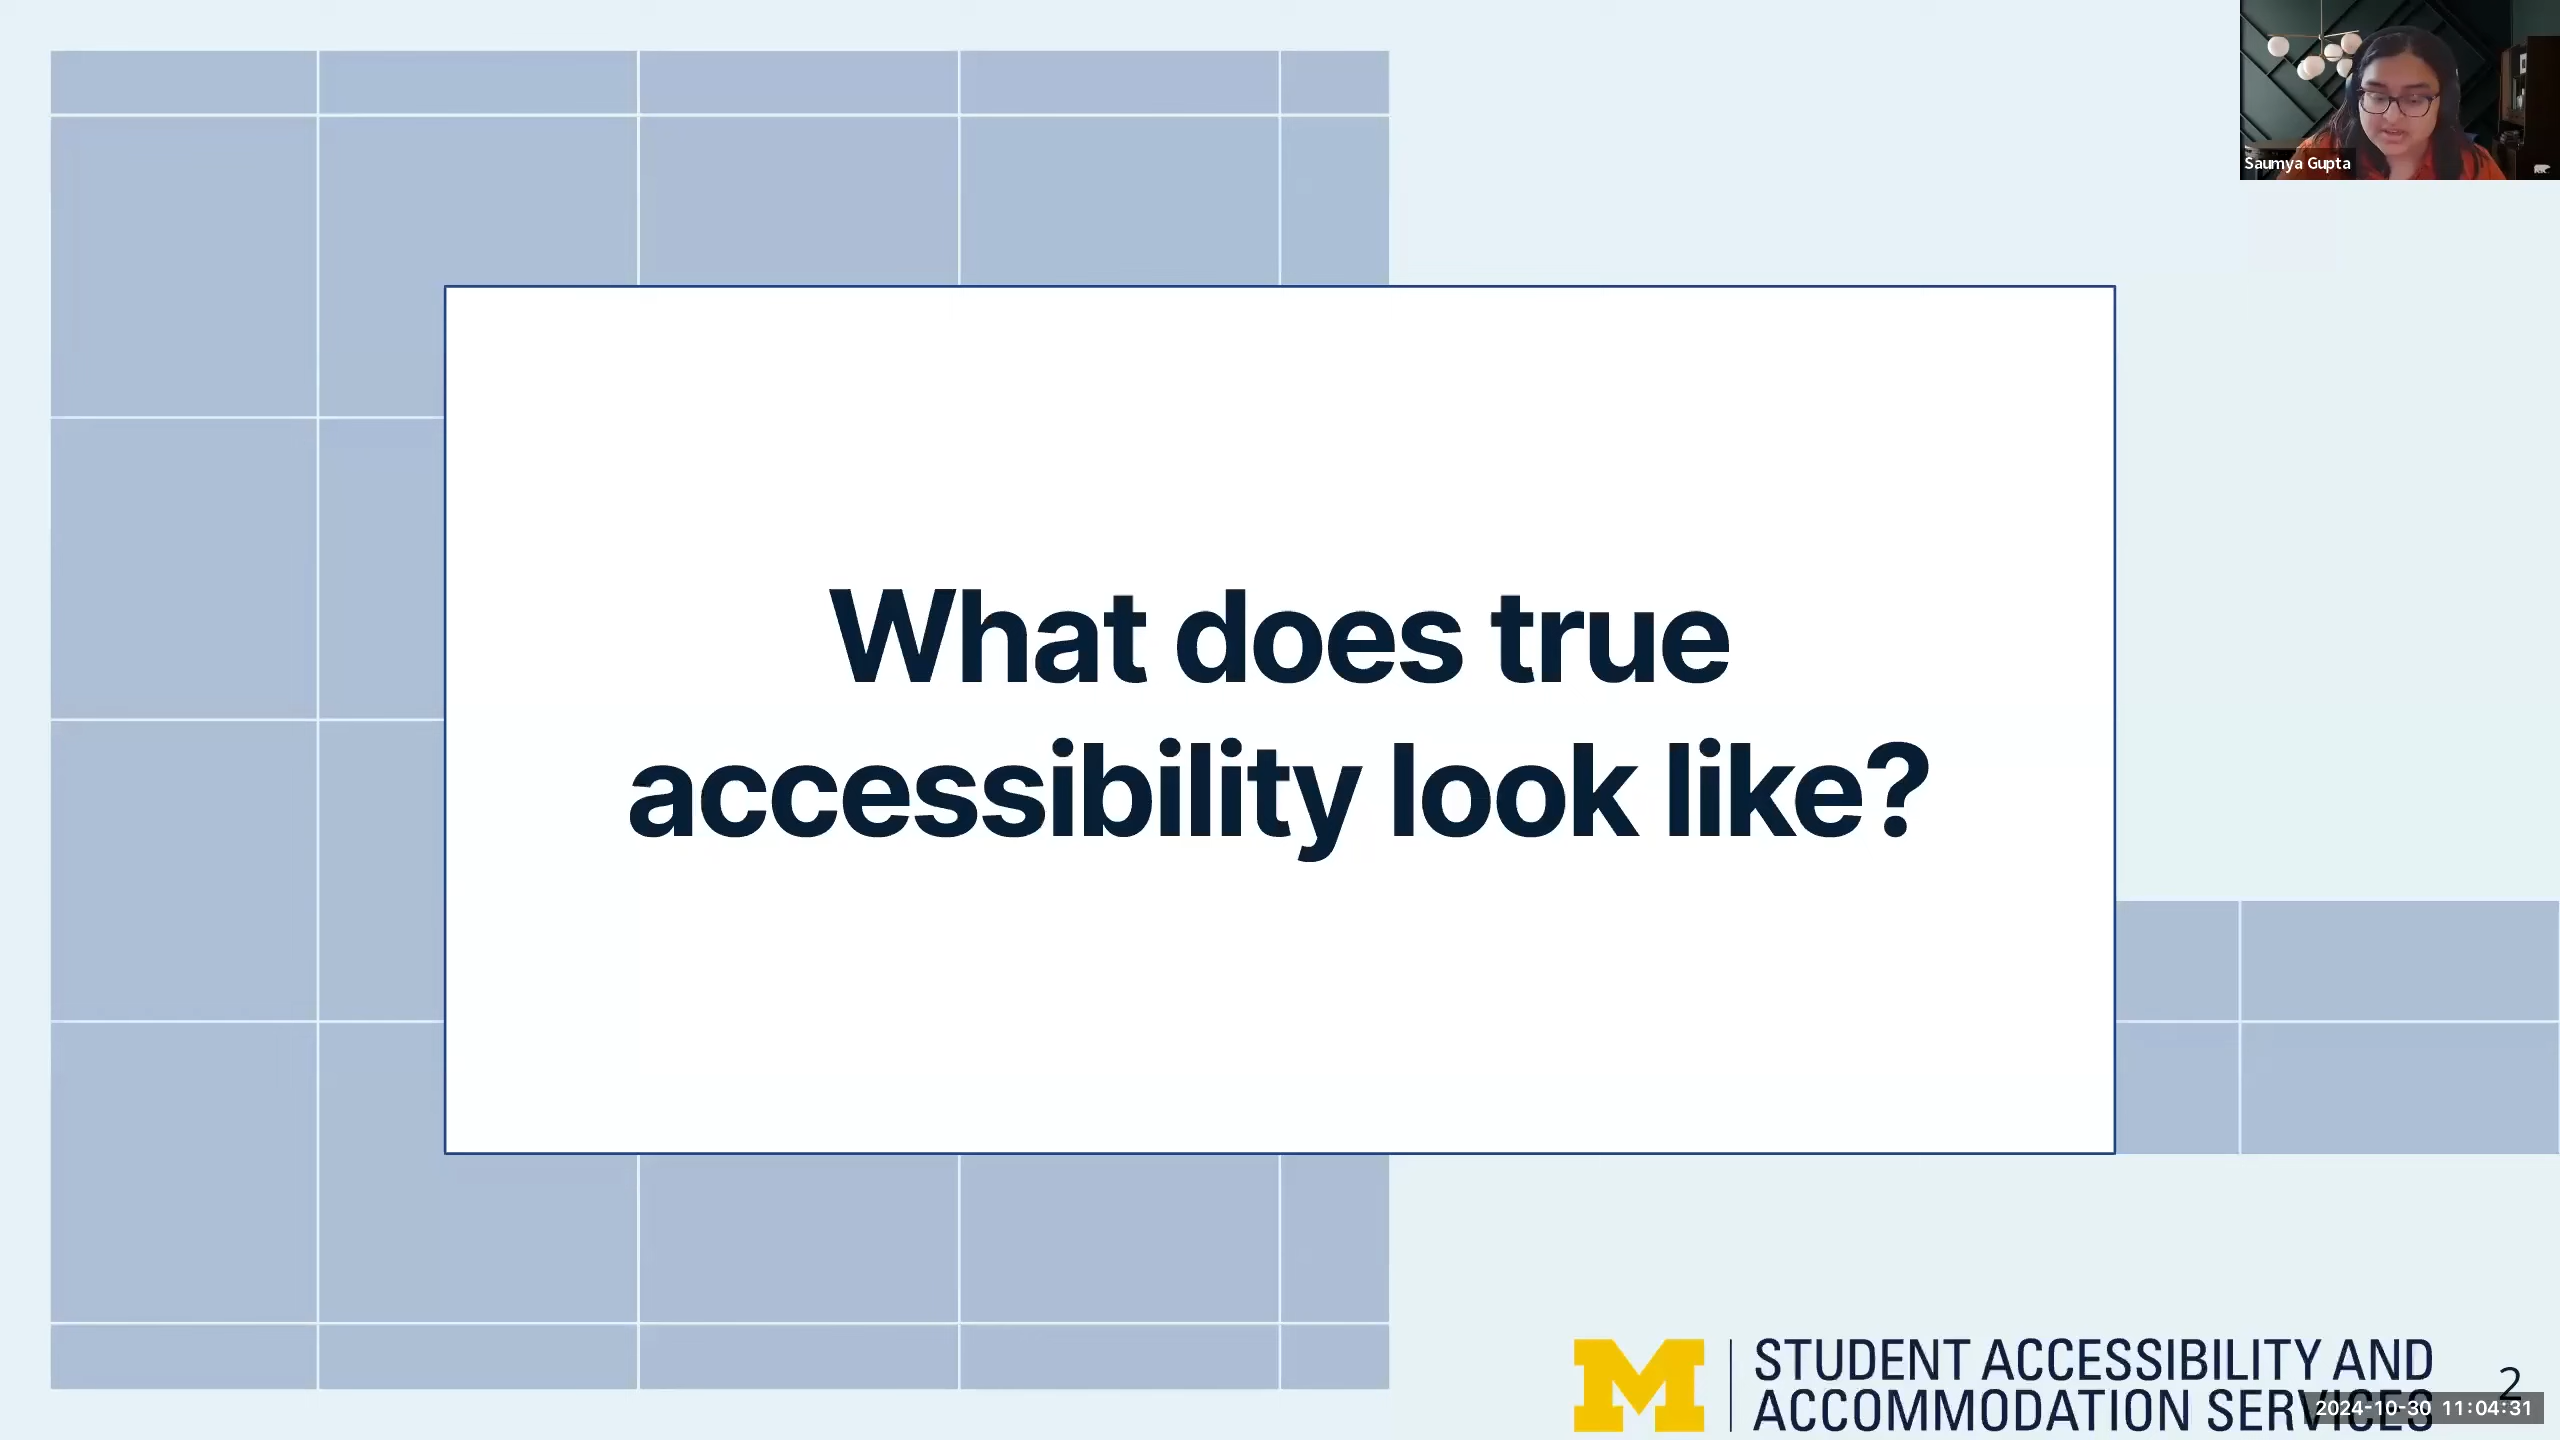 Saumya Gupta
What does true
accessibility look like?
M
STUDENT ACCESSIBILITY AND
ACCOMMODATION SERVICES
2
2024-10-30 11:04:31